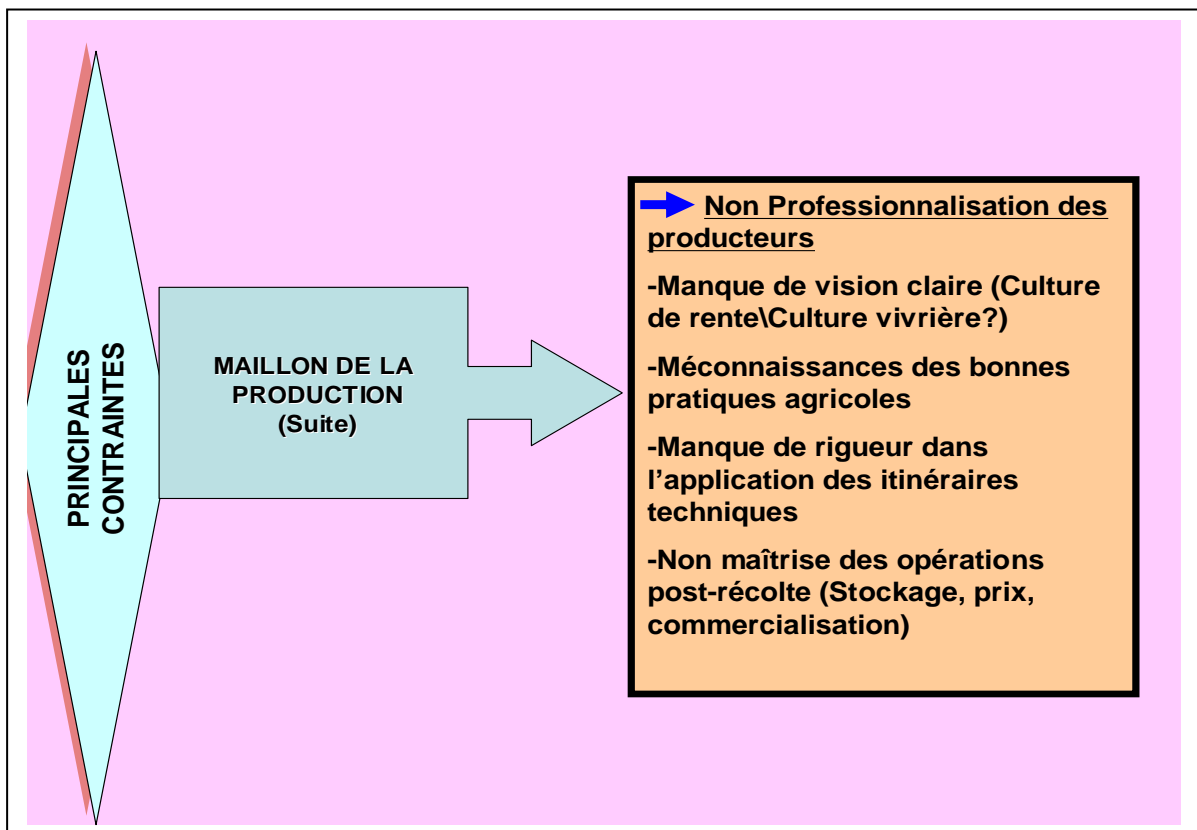 PRINCIPALES
CONTRAINTES
MAILLON DE LA
PRODUCTION
(Suite)
Non Professionnalisation des
producteurs
-Manque de vision claire (Culture
de rente\Culture vivrière?)
-Méconnaissances des bonnes
pratiques agricoles
-Manque de rigueur dans
l’application des itinéraires
techniques
-Non maîtrise des opérations
post-récolte (Stockage, prix,
commercialisation)